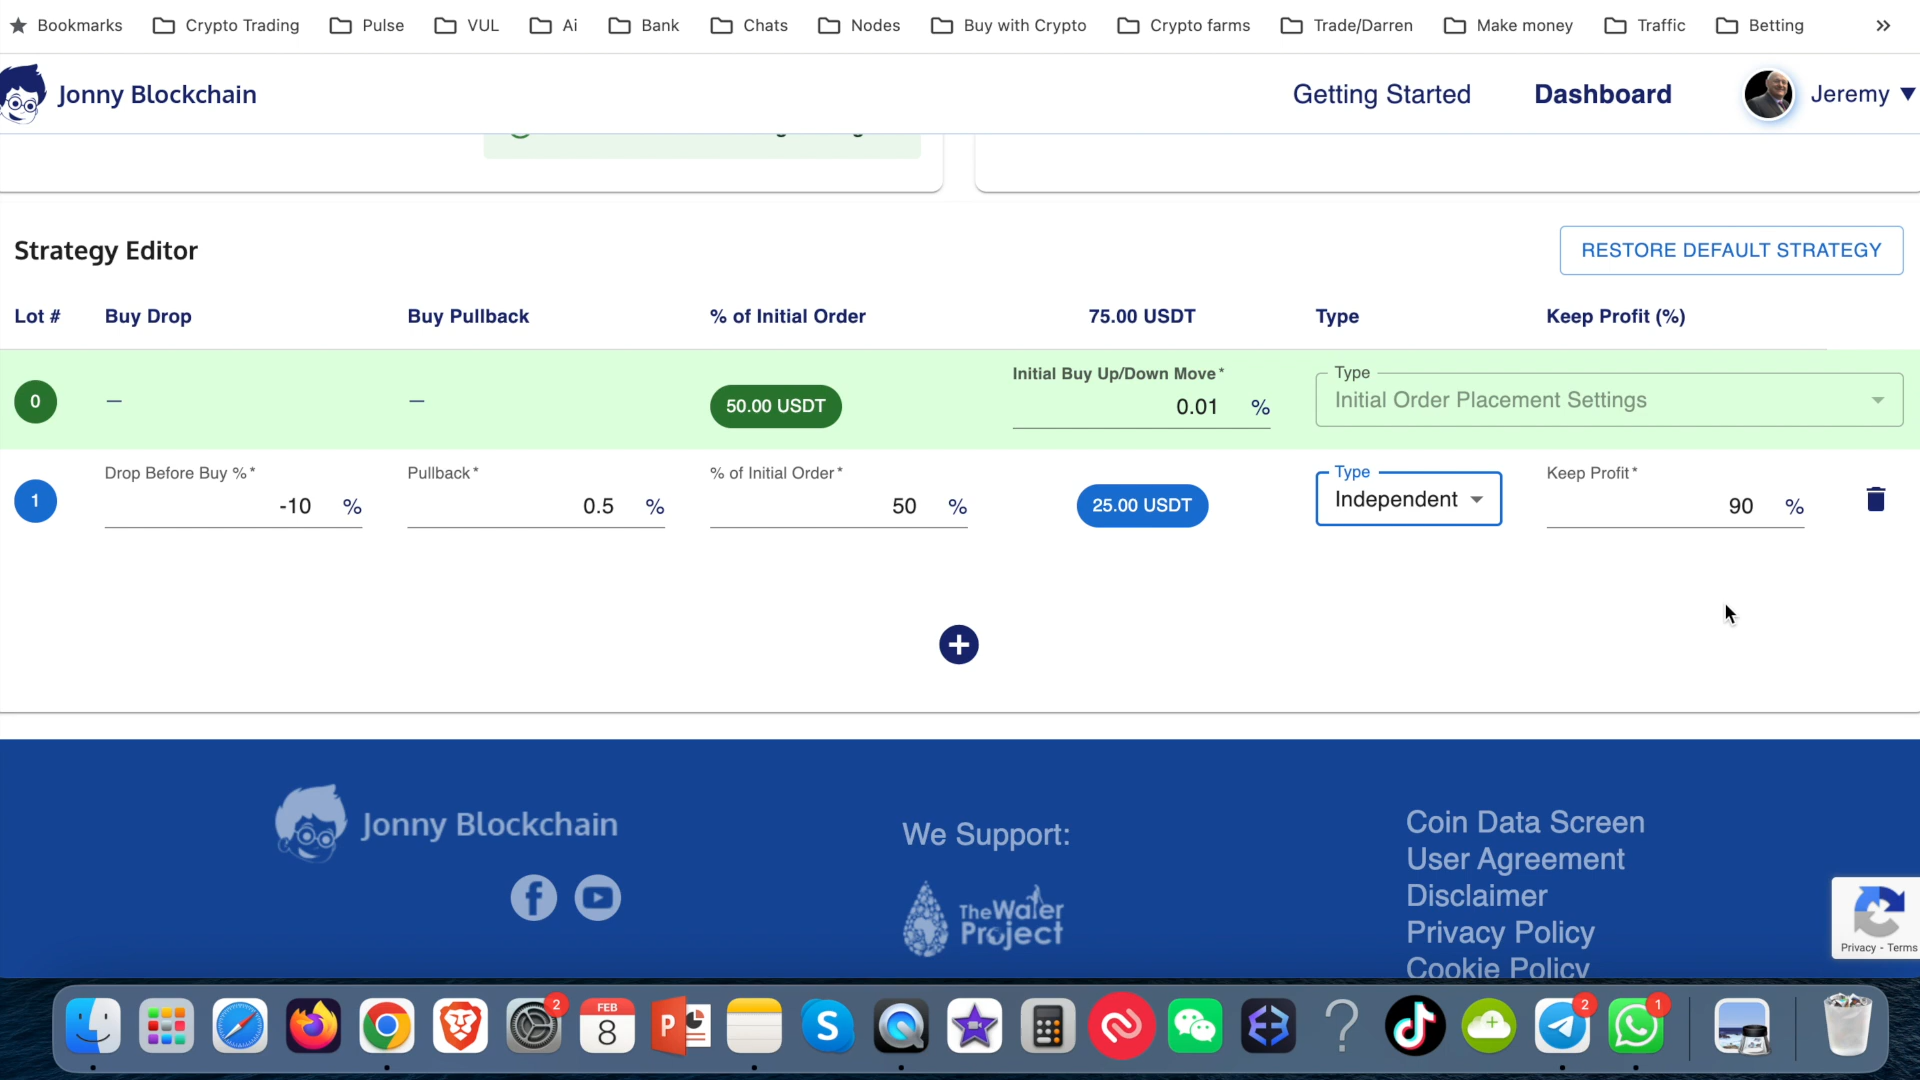 Bookmarks Crypto Trading Pulse VUL Ai Bank Chats Nodes Buy with Crypto Crypto farms Trade/Darren Make money Traffic Betting »
Jonny Blockchain Getting Started Dashboard Jeremy
Strategy Editor RESTORE DEFAULT STRATEGY
Lot # Buy Drop Buy Pullback % of Initial Order 75.00 USDT Type Keep Profit (%)
Initial Buy Up/Down Move* Type
0 – – 50.00 USDT 0.01 % Initial Order Placement Settings
Drop Before Buy %* Pullback* % of Initial Order* Type Keep Profit*
1 -10 % 0.5 % 50 % 25.00 USDT Independent 90 %
Jonny Blockchain
We Support:
The Water
Project
Coin Data Screen
User Agreement
Disclaimer
Privacy Policy
Cookie Policy
Privacy - Terms
2 FEB 2 1
8 P S ?